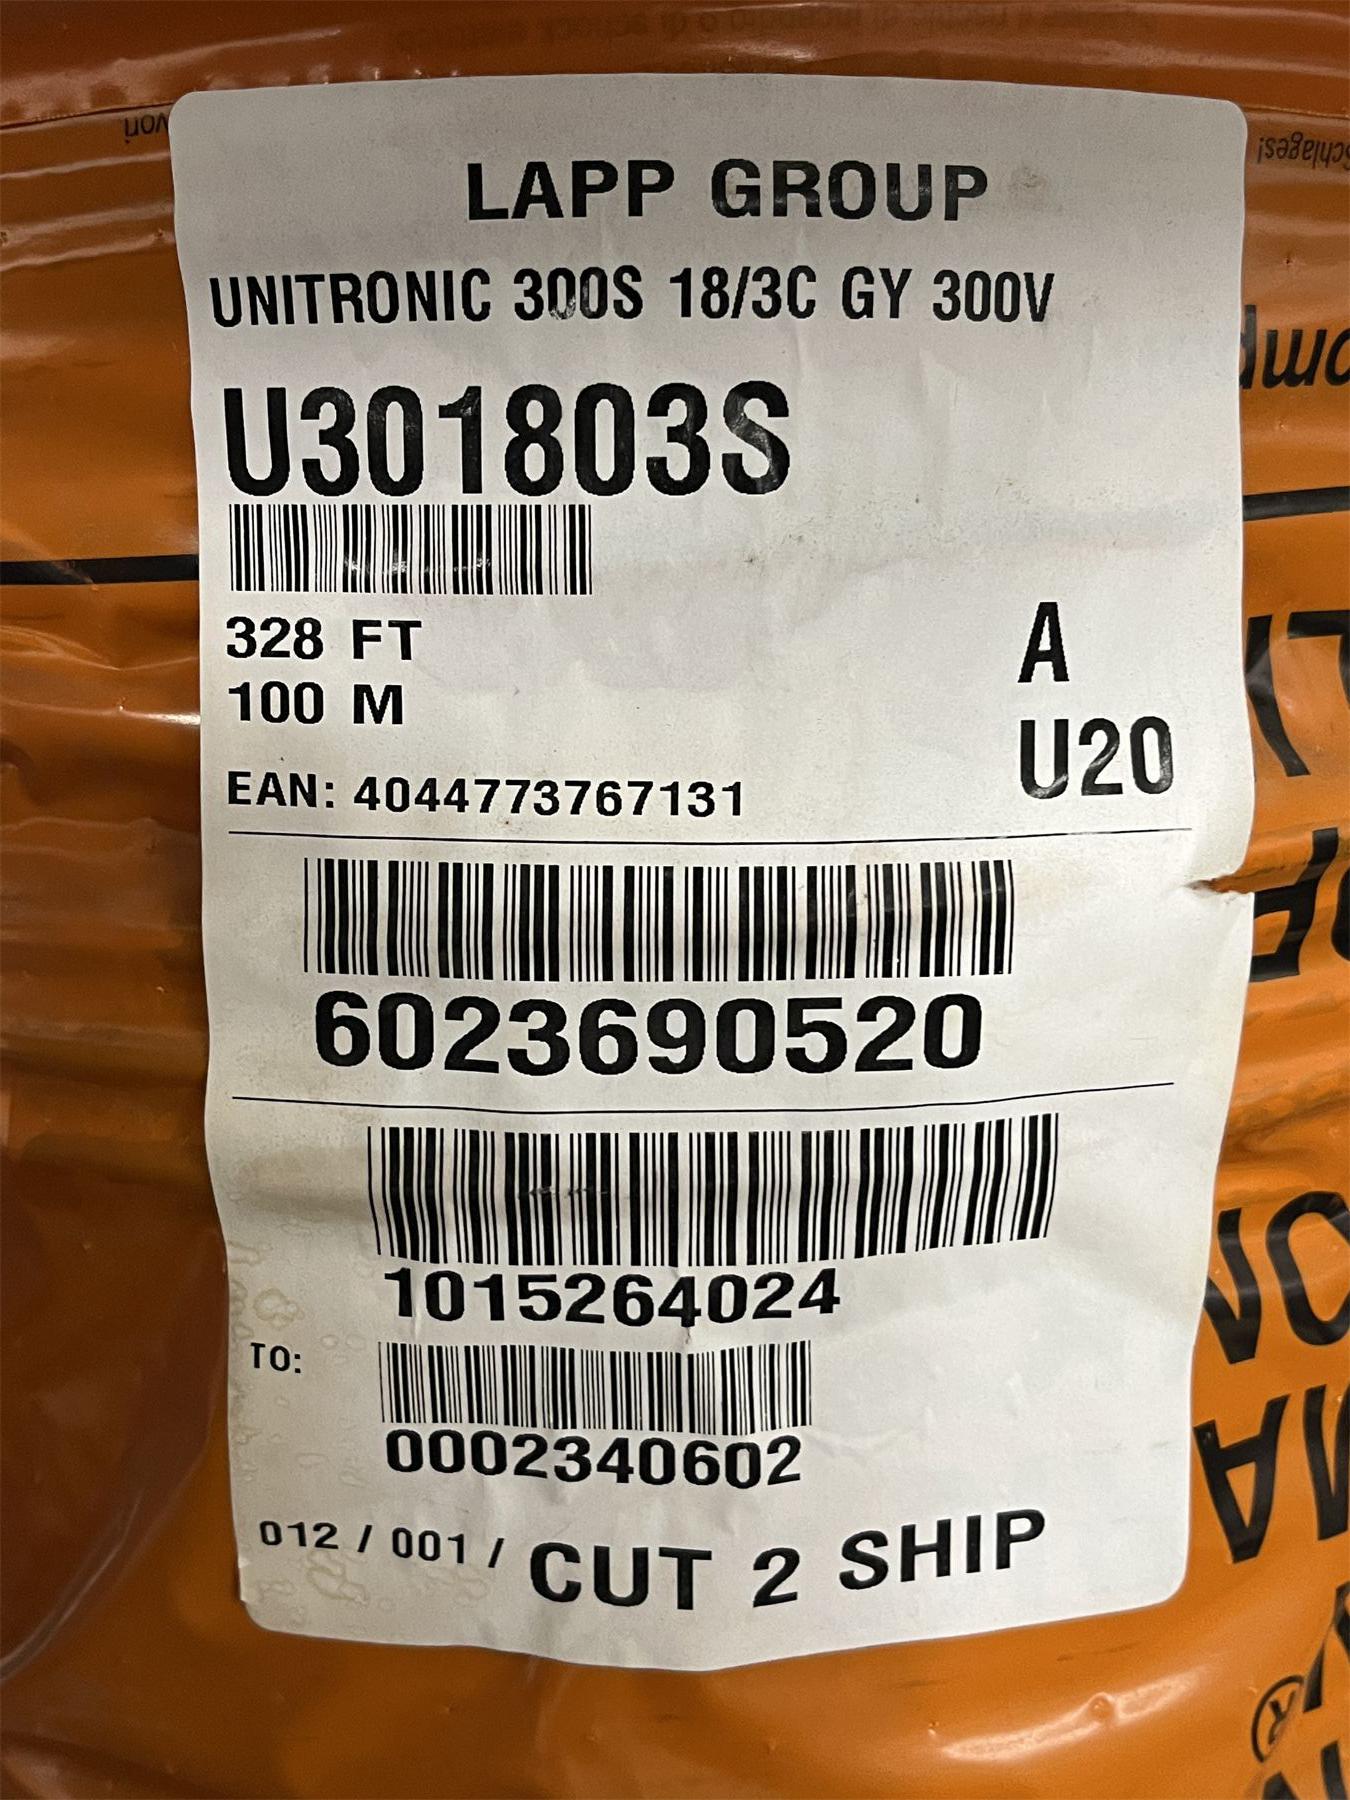 LAPP GROUP
UNITRONIC 300S 18/3C GY 300V
U301803S
328 FT
100 M
A
U20
EAN: 4044773767131
6023690520
1015264024
TO:
0002340602
012 / 001 / CUT 2 SHIP